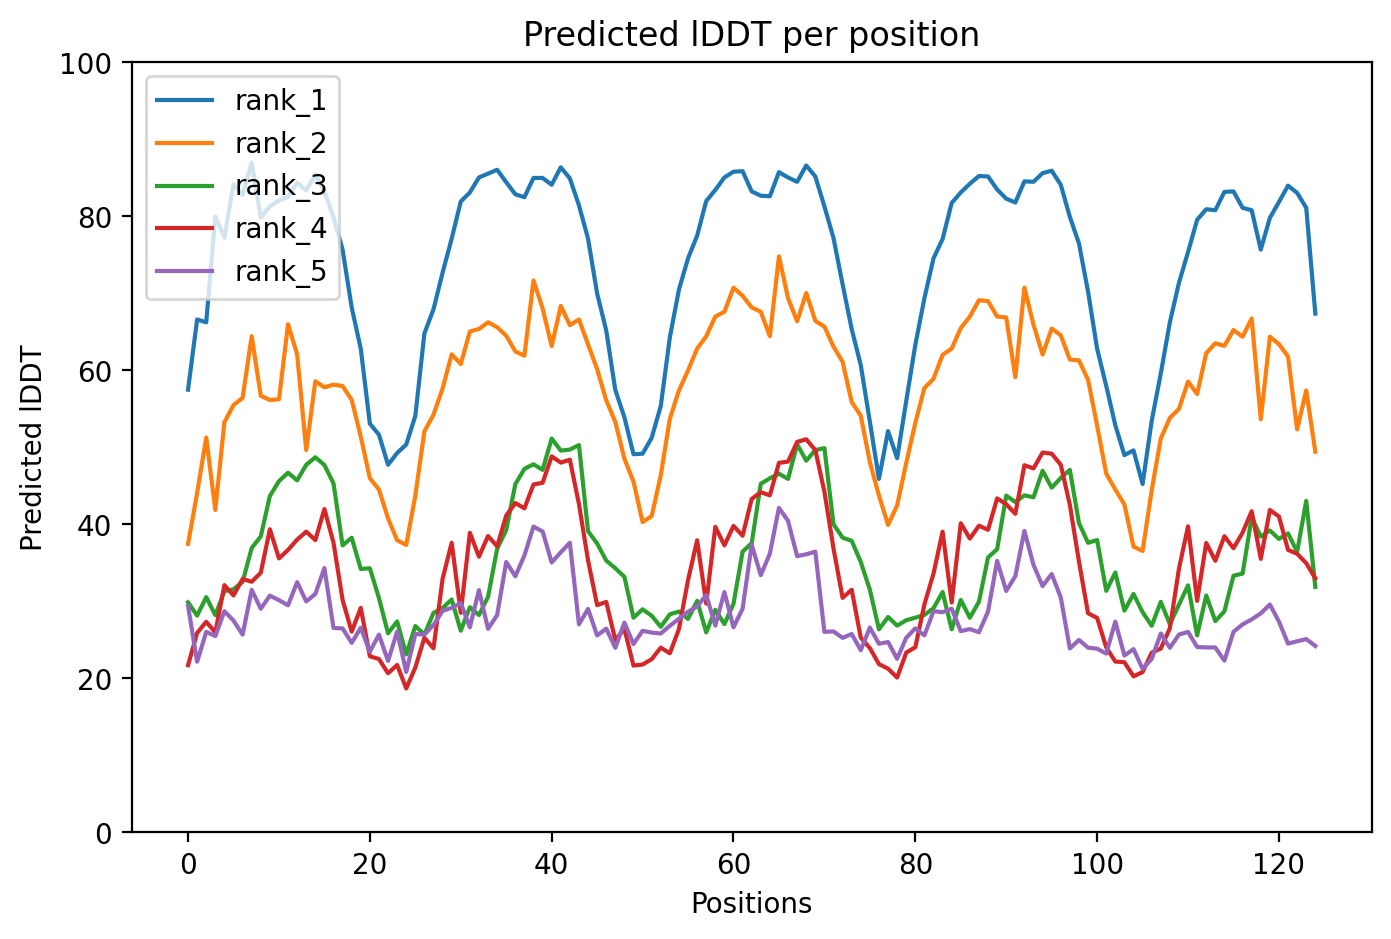 Predicted lDDT per position
100
80
60
40
20
0
Predicted lDDT
rank_1
rank_2
rank_3
rank_4
rank_5
0 20 40 60 80 100 120
Positions